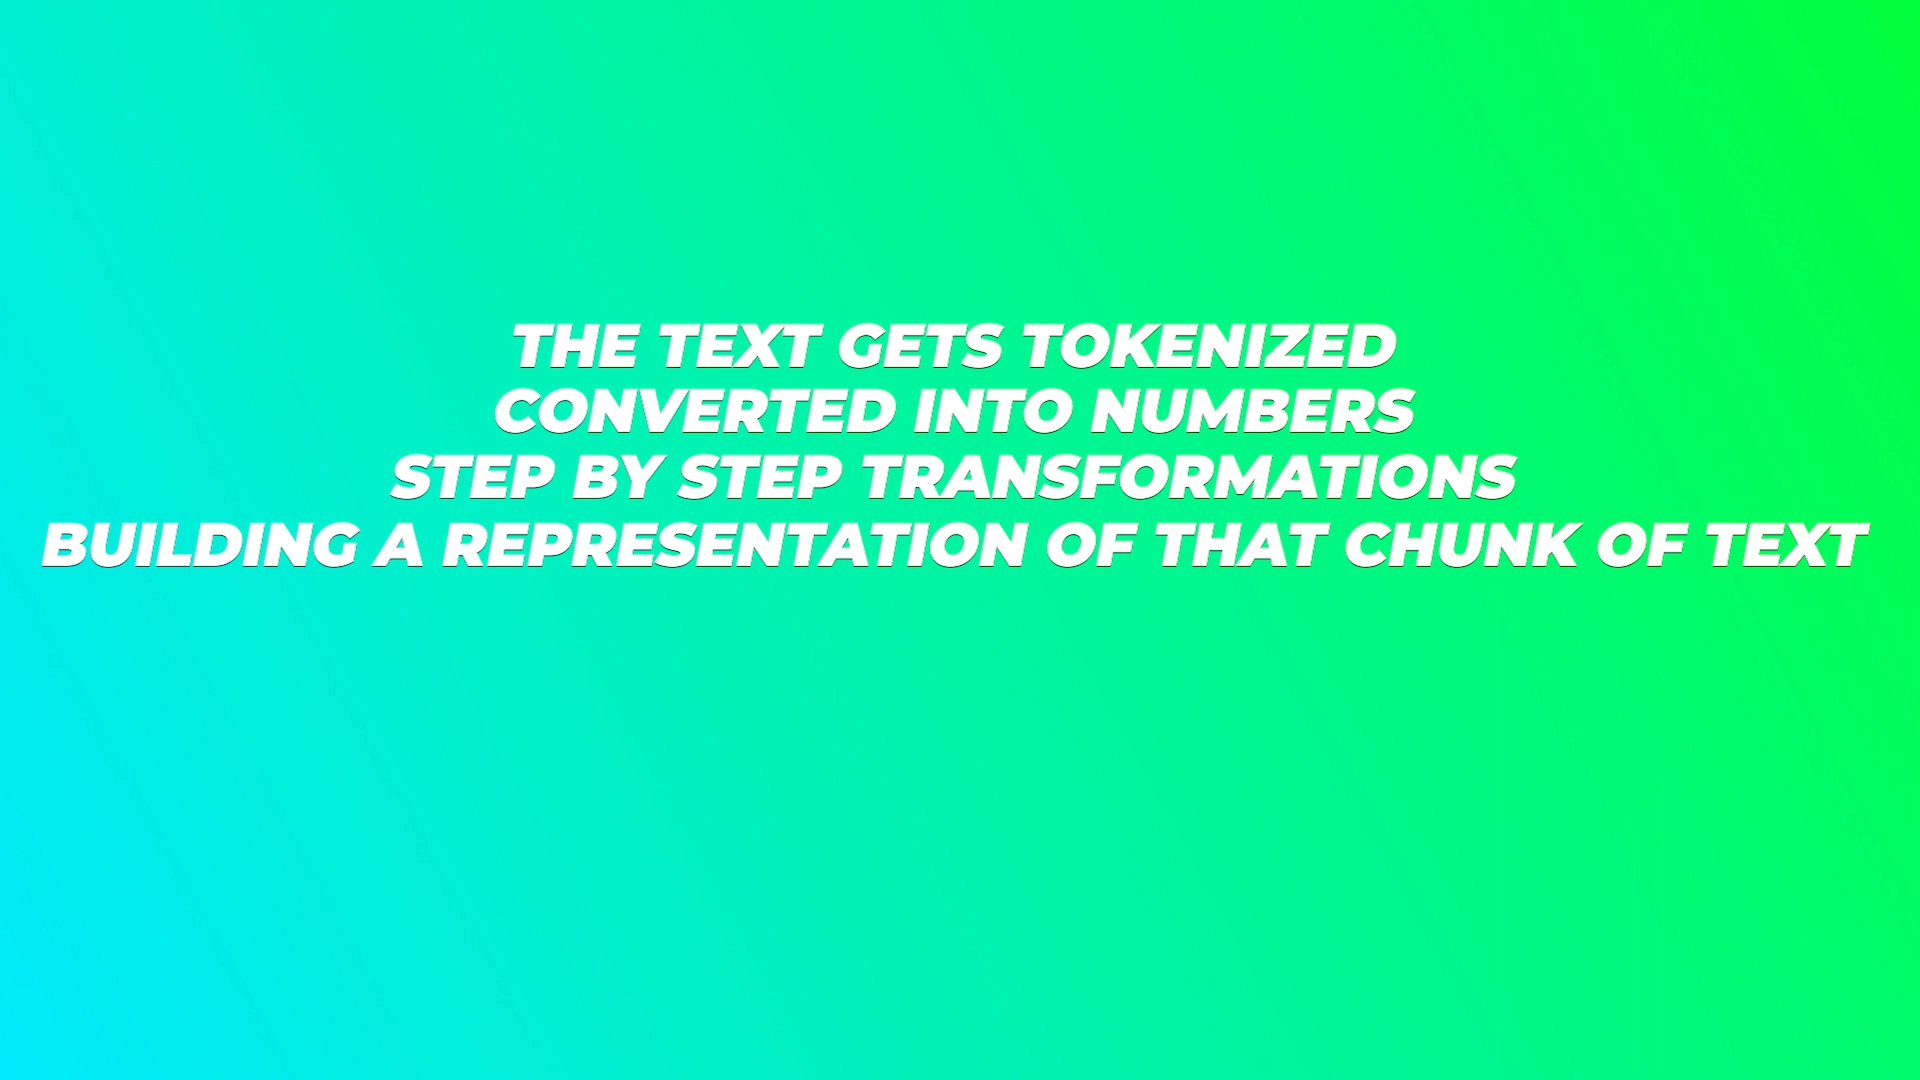 THE TEXT GETS TOKENIZED
CONVERTED INTO NUMBERS
STEP BY STEP TRANSFORMATIONS
BUILDING A REPRESENTATION OF THAT CHUNK OF TEXT